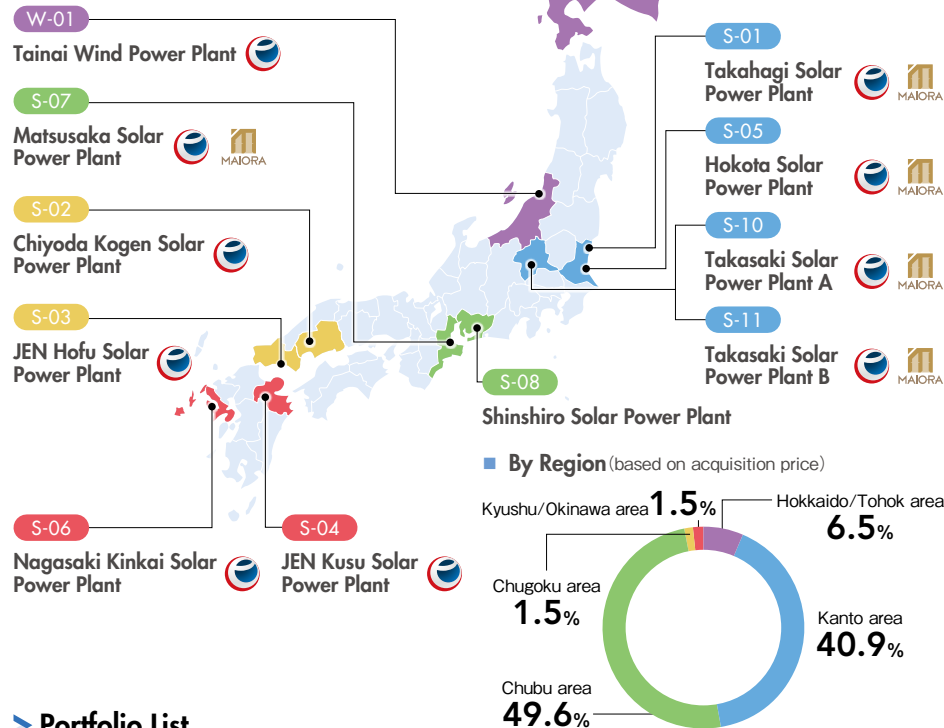 W-01
Tainai Wind Power Plant
S-07
Matsusaka Solar
Power Plant
MAIORA
S-02
Chiyoda Kogen Solar
Power Plant
S-03
JEN Hofu Solar
Power Plant
S-01
Takahagi Solar
Power Plant
MAIORA
S-05
Hokota Solar
Power Plant
MAIORA
S-10
Takasaki Solar
Power Plant A
MAIORA
S-11
Takasaki Solar
Power Plant B
MAIORA
S-08
Shinshiro Solar Power Plant
S-06
Nagasaki Kinkai Solar
Power Plant
S-04
JEN Kusu Solar
Power Plant
By Region (based on acquisition price)
Kyushu/Okinawa area 1.5%
Hokkaido/Tohok area
6.5%
Chugoku area
1.5%
Kanto area
40.9%
Chubu area
49.6%
Portfolio List